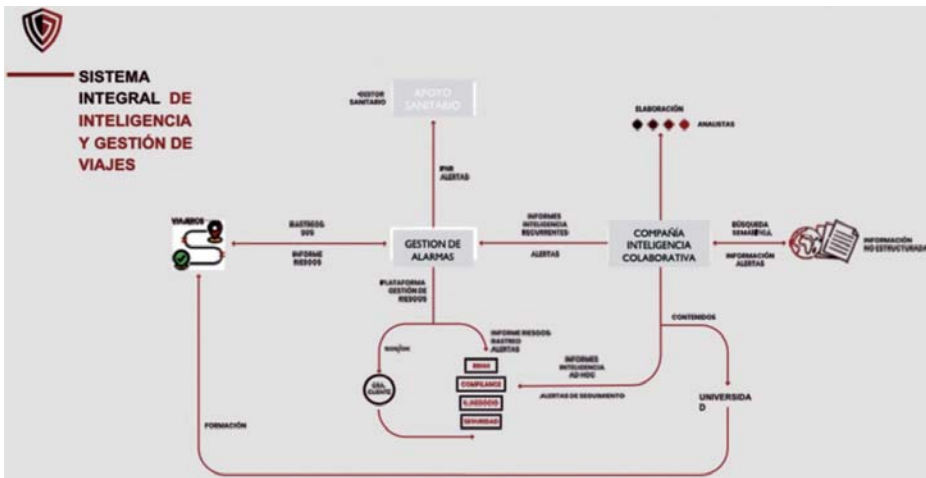 SISTEMA
INTEGRAL DE
INTELIGENCIA
Y GESTIÓN DE
VIAJES
GESTOR
SANITARIO
APOYO
SANITARIO
ELABORACIÓN
ANALISTAS
ALERTAS
VIAJEROS
RASTREOS
SOS
INFORME
RIESGOS
GESTION DE
ALARMAS
INFORMES
INTELIGENCIA
RECURRENTES
ALERTAS
COMPAÑÍA
INTELIGENCIA
COLABORATIVA
BÚSQUEDA
SEMÁNTICA
INFORMACIÓN
ALERTAS
INFORMACIÓN
NO ESTRUCTURADA
PLATAFORMA
GESTIÓN DE
RIESGOS
CONTENIDOS
INFORME RIESGOS
RASTREO
ALERTAS
RRHH
COMPLIANCE
SEGURIDAD
CLIENTE
INFORMES
INTELIGENCIA
AD-HOC
ALERTAS DE SEGUIMIENTO
UNIVERSIDA
D
FORMACIÓN